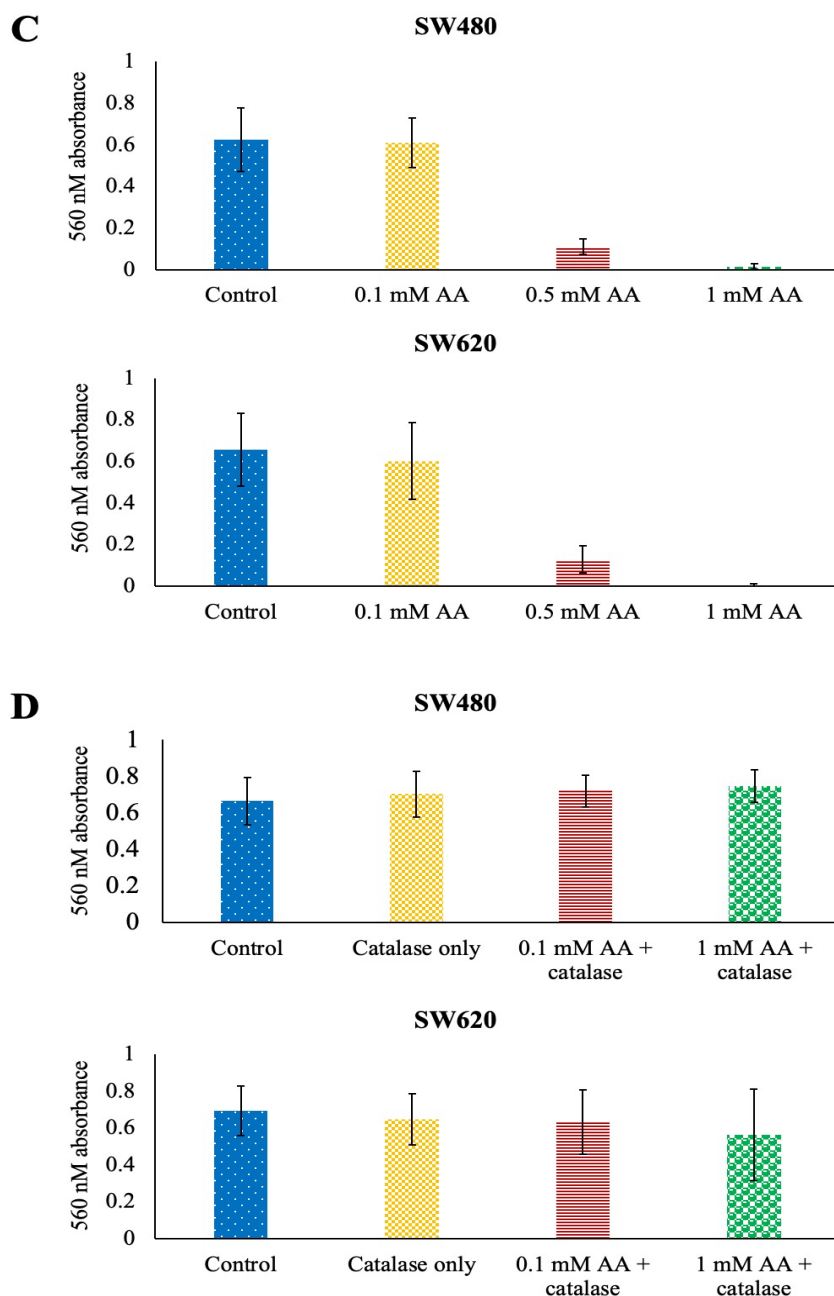 C
SW480
560 nM absorbance
1
0.8
0.6
0.4
0.2
0
Control 0.1 mM AA 0.5 mM AA 1 mM AA
SW620
560 nM absorbance
1
0.8
0.6
0.4
0.2
0
Control 0.1 mM AA 0.5 mM AA 1 mM AA
D
SW480
560 nM absorbance
1
0.8
0.6
0.4
0.2
0
Control Catalase only 0.1 mM AA + 1 mM AA +
catalase catalase
SW620
560 nM absorbance
1
0.8
0.6
0.4
0.2
0
Control Catalase only 0.1 mM AA + 1 mM AA +
catalase catalase